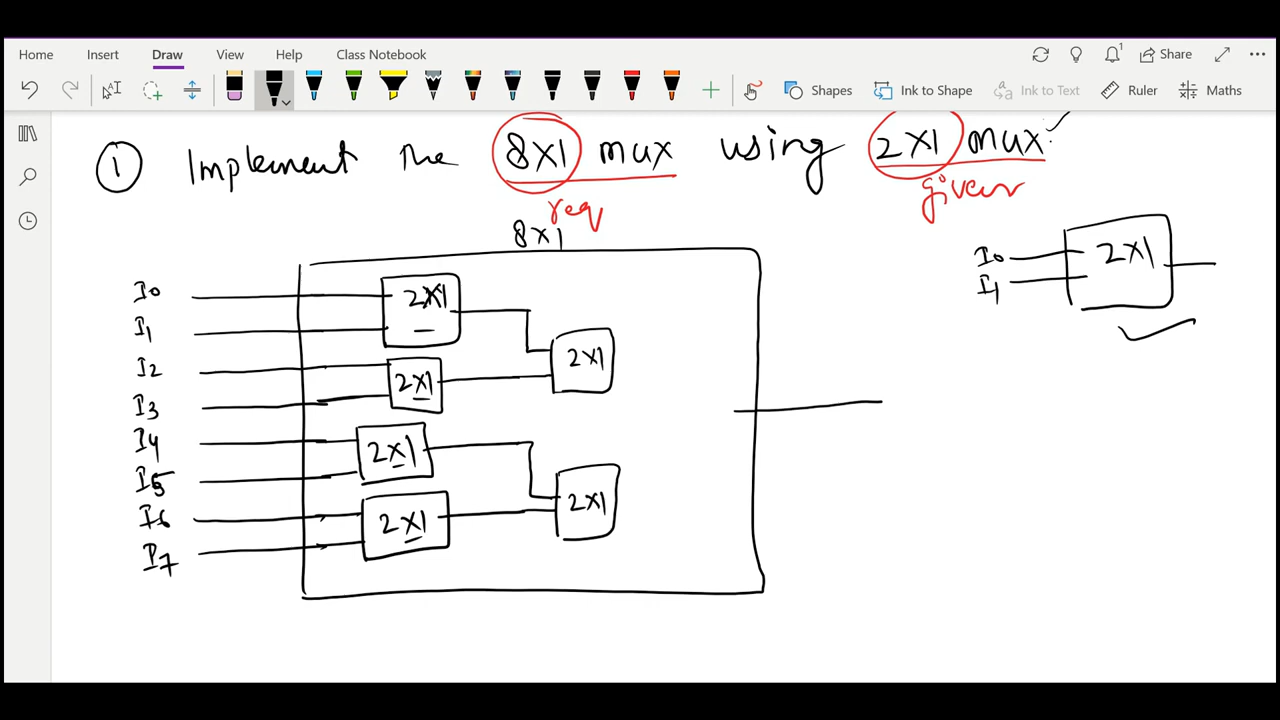 Home Insert Draw View Help Class Notebook 1 Share
Shapes Ink to Shape Ink to Text Ruler Maths
① Implement the 8X1 mux using 2X1 mux.
req given
8X1
I0 2X1
I1
2X1
I2 2X1
I3
I4 2X1
I5
2X1
I6 2X1
I7
I0 2X1
I1